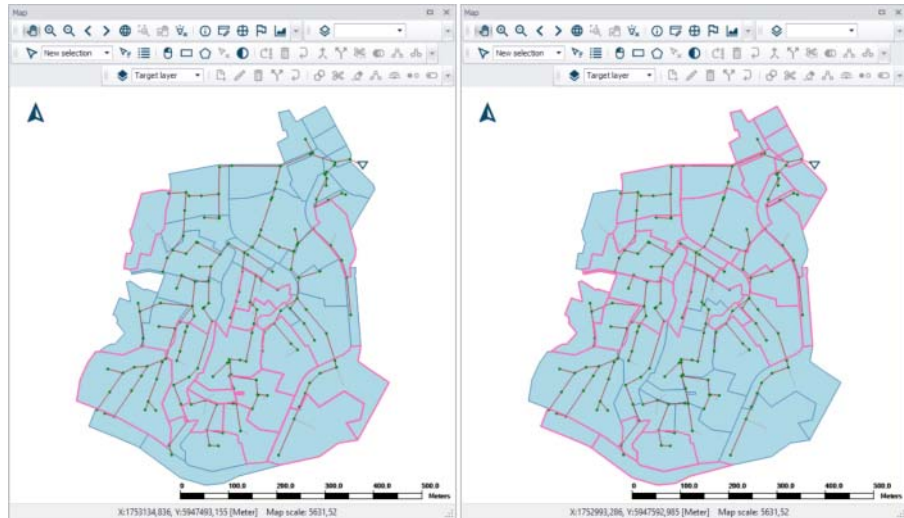 Map
New selection
Target layer
0 100.0 200.0 300.0 400.0 500.0
Meters
X:1753134,836, Y:5947493,155 [Meter] Map scale: 5631,52
Map
New selection
Target layer
0 100.0 200.0 300.0 400.0 500.0
Meters
X:1752993,286, Y:5947592,985 [Meter] Map scale: 5631,52